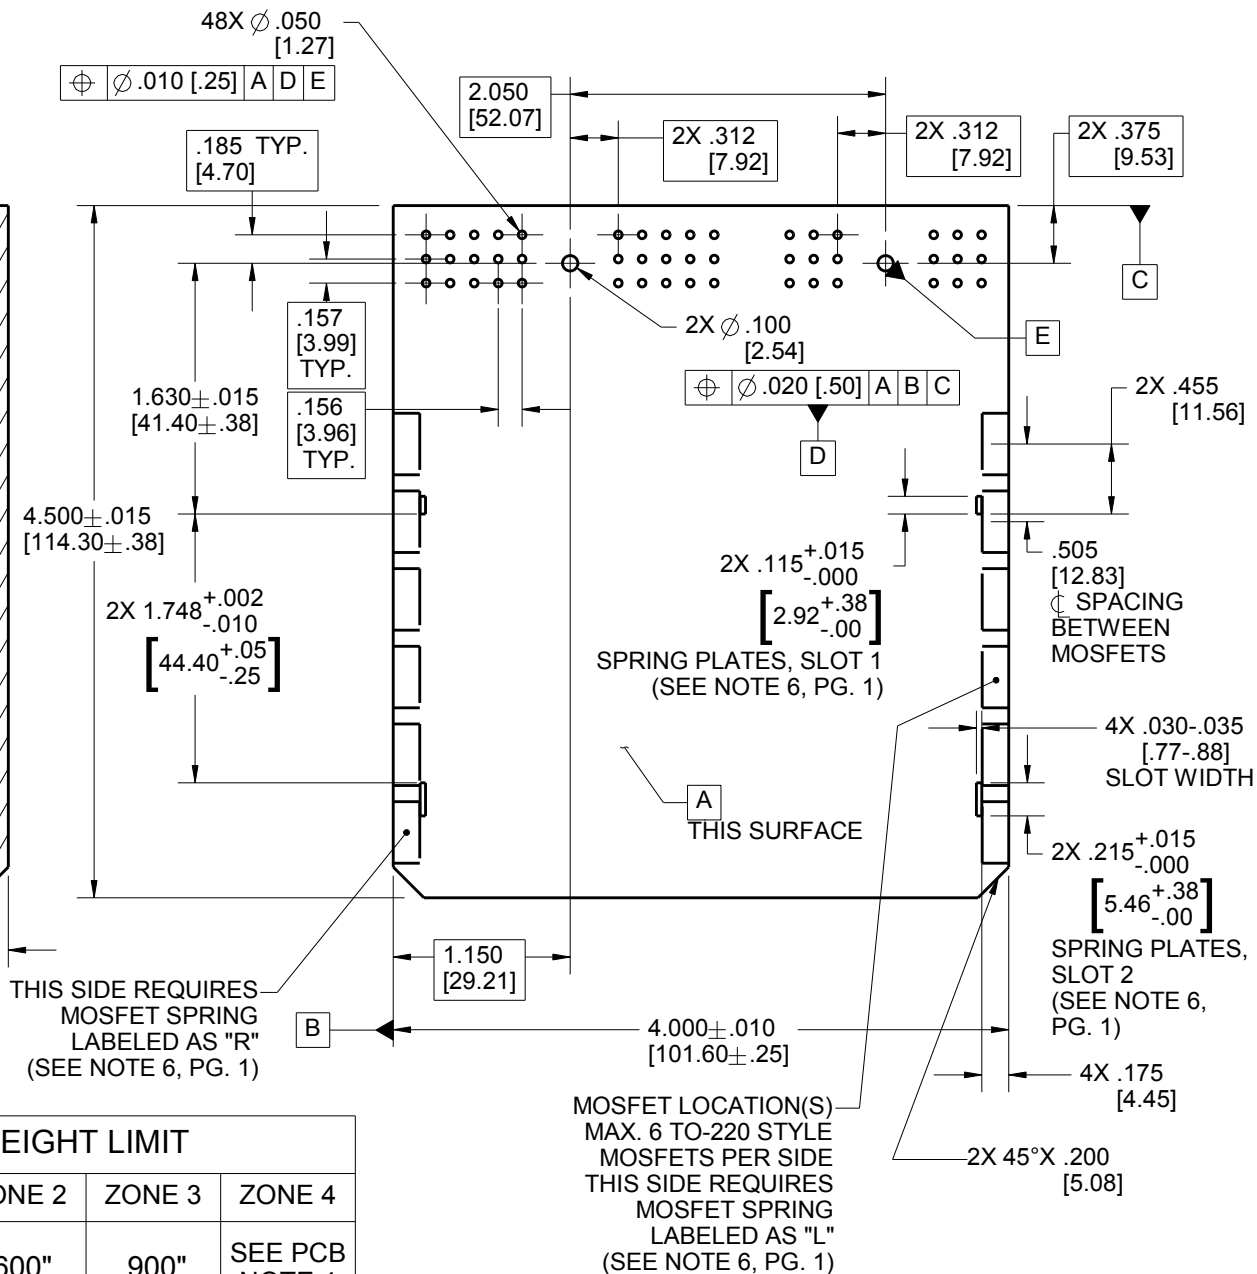 48X ∅ .050
[1.27]
⌖ ∅ .010 [.25] A D E
2.050
[52.07]
2X .312
[7.92]
2X .312
[7.92]
2X .375
[9.53]
.185 TYP.
[4.70]
C
.157
[3.99]
TYP.
2X ∅ .100
[2.54]
E
⌖ ∅ .020 [.50] A B C
D
1.630±.015
[41.40±.38]
.156
[3.96]
TYP.
2X .455
[11.56]
4.500±.015
[114.30±.38]
2X .115 +.015
-.000
[2.92 +.38
-.00]
SPRING PLATES, SLOT 1
(SEE NOTE 6, PG. 1)
.505
[12.83]
℄ SPACING
BETWEEN
MOSFETS
2X 1.748 +.002
-.010
[44.40 +.05
-.25]
4X .030-.035
[.77-.88]
SLOT WIDTH
A
THIS SURFACE
2X .215 +.015
-.000
[5.46 +.38
-.00]
SPRING PLATES,
SLOT 2
(SEE NOTE 6,
PG. 1)
1.150
[29.21]
THIS SIDE REQUIRES
MOSFET SPRING
LABELED AS "R"
(SEE NOTE 6, PG. 1)
B
4.000±.010
[101.60±.25]
4X .175
[4.45]
MOSFET LOCATION(S)
MAX. 6 TO-220 STYLE
MOSFETS PER SIDE
THIS SIDE REQUIRES
MOSFET SPRING
LABELED AS "L"
(SEE NOTE 6, PG. 1)
2X 45°X .200
[5.08]
EIGHT LIMIT
ONE 2 ZONE 3 ZONE 4
600" .900" SEE PCB